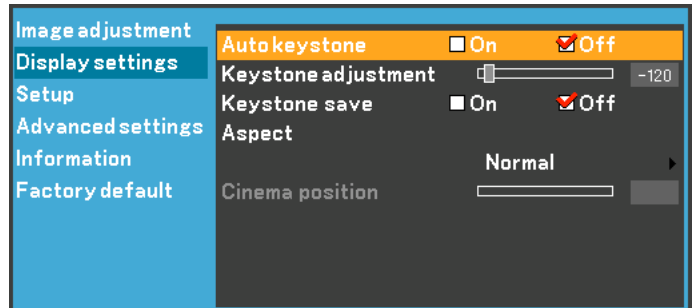 Image adjustment
Display settings
Setup
Advanced settings
Information
Factory default
Auto keystone On Off
Keystone adjustment -120
Keystone save On Off
Aspect
Normal
Cinema position